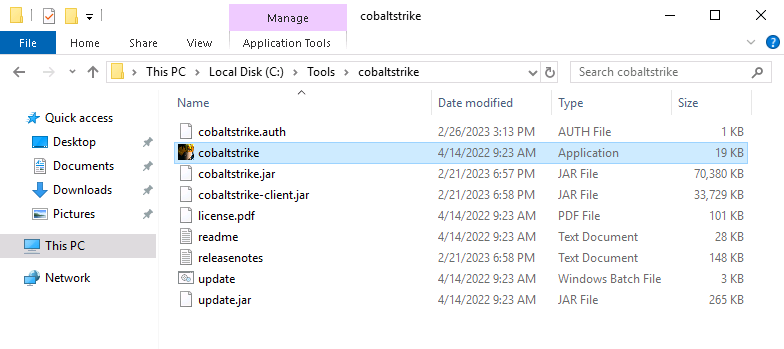 Manage cobaltstrike
File Home Share View Application Tools
This PC Local Disk (C:) Tools cobaltstrike Search cobaltstrike
Quick access
Desktop
Documents
Downloads
Pictures
This PC
Network
Name Date modified Type Size
cobaltstrike.auth 2/26/2023 3:13 PM AUTH File 1 KB
cobaltstrike 4/14/2022 9:23 AM Application 19 KB
cobaltstrike.jar 2/21/2023 6:57 PM JAR File 70,380 KB
cobaltstrike-client.jar 2/21/2023 6:58 PM JAR File 33,729 KB
license.pdf 4/14/2022 9:23 AM PDF File 101 KB
readme 4/14/2022 9:23 AM Text Document 28 KB
releasenotes 2/21/2023 6:58 PM Text Document 148 KB
update 4/14/2022 9:23 AM Windows Batch File 3 KB
update.jar 4/14/2022 9:23 AM JAR File 265 KB